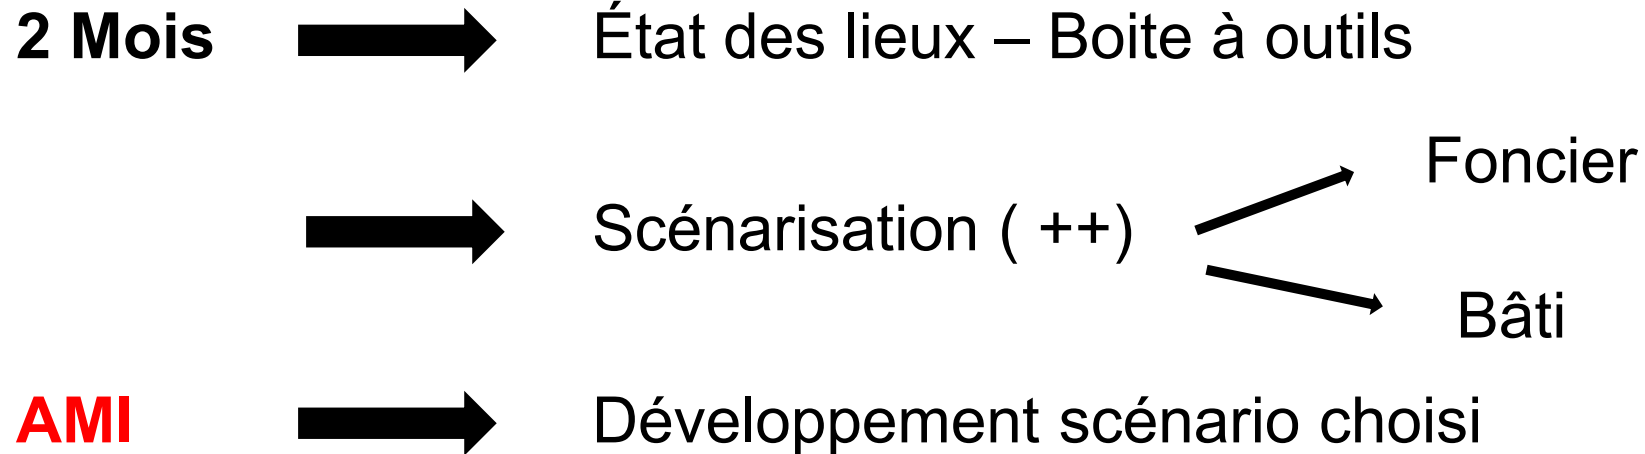 2 Mois État des lieux – Boite à outils
Foncier
Scénarisation ( ++)
Bâti
AMI Développement scénario choisi